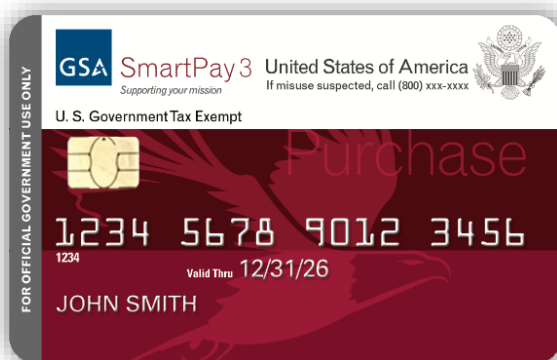 FOR OFFICIAL GOVERNMENT USE ONLY
GSA SmartPay 3 United States of America
Supporting your mission If misuse suspected, call (800) xxx-xxxx
U. S. Government Tax Exempt
Purchase
1234 5678 9012 3456
1234
Valid Thru 12/31/26
JOHN SMITH